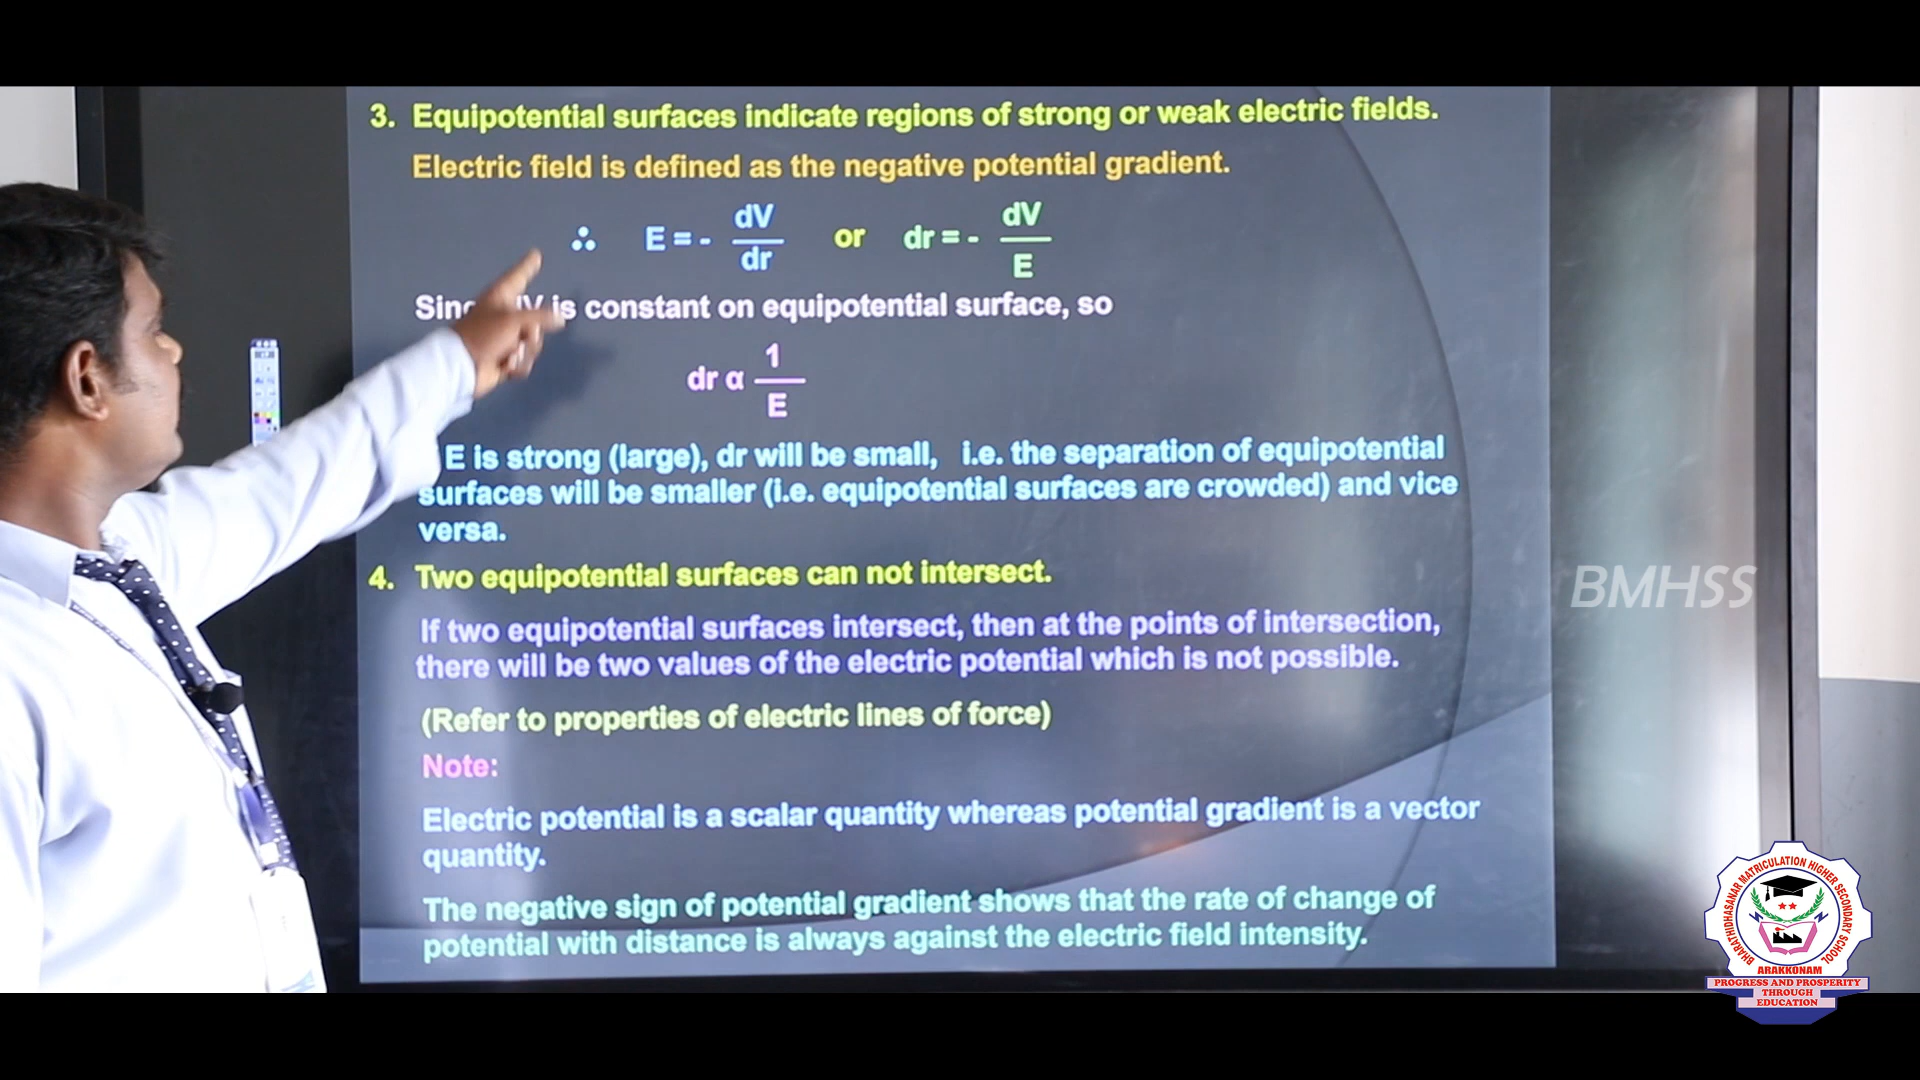 3. Equipotential surfaces indicate regions of strong or weak electric fields.
Electric field is defined as the negative potential gradient.
∴ E = - dV/dr or dr = - dV/E
is constant on equipotential surface, so
dr α 1/E
E is strong (large), dr will be small, i.e. the separation of equipotential
surfaces will be smaller (i.e. equipotential surfaces are crowded) and vice
versa.
4. Two equipotential surfaces can not intersect.
If two equipotential surfaces intersect, then at the points of intersection,
there will be two values of the electric potential which is not possible.
(Refer to properties of electric lines of force)
Note:
Electric potential is a scalar quantity whereas potential gradient is a vector
quantity.
The negative sign of potential gradient shows that the rate of change of
potential with distance is always against the electric field intensity.
BMHSS
BHARATHIDHASANAR MATRICULATION HIGHER SECONDARY SCHOOL
ARAKKONAM
PROGRESS AND PROSPERITY
THROUGH
EDUCATION